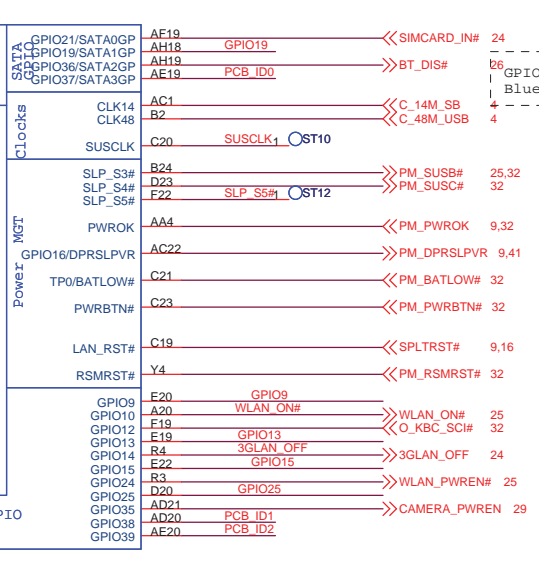 GPIO21/SATA0GP AF19 SIMCARD_IN# 24
GPIO19/SATA1GP AH18 GPIO19
GPIO36/SATA2GP AH19 BT_DIS# 26
GPIO37/SATA3GP AE19 PCB_ID0
SATA
GPIO
GPIO
Blue
CLK14 AC1 C_14M_SB 4
CLK48 B2 C_48M_USB 4
SUSCLK C20 SUSCLK 1 ST10
Clocks
SLP_S3# B24 PM_SUSB# 25,32
SLP_S4# D23 PM_SUSC# 32
SLP_S5# F22 SLP_S5# 1 ST12
PWROK AA4 PM_PWROK 9,32
GPIO16/DPRSLPVR AC22 PM_DPRSLPVR 9,41
TP0/BATLOW# C21 PM_BATLOW# 32
PWRBTN# C23 PM_PWRBTN# 32
LAN_RST# C19 SPLTRST# 9,16
RSMRST# Y4 PM_RSMRST# 32
Power MGT
GPIO9 E20 GPIO9
GPIO10 A20 WLAN_ON# WLAN_ON# 25
GPIO12 F19 O_KBC_SCI# 32
GPIO13 E19 GPIO13
GPIO14 R4 3GLAN_OFF 3GLAN_OFF 24
GPIO15 E22 GPIO15
GPIO24 R3 WLAN_PWREN# 25
GPIO25 D20 GPIO25
GPIO35 AD21 CAMERA_PWREN 29
GPIO38 AD20 PCB_ID1
GPIO39 AE20 PCB_ID2
PIO